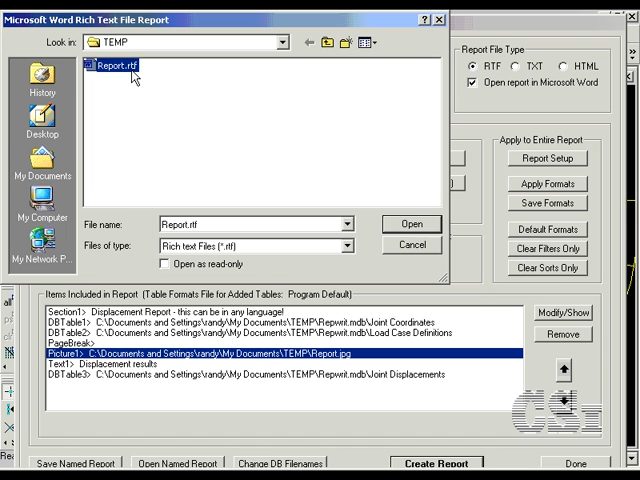 Microsoft Word Rich Text File Report
Look in: TEMP
Report.rtf
History
Desktop
My Documents
My Computer
My Network P...
File name: Report.rtf
Files of type: Rich text Files (*.rtf)
Open as read-only
Open
Cancel
Report File Type
RTF TXT HTML
Open report in Microsoft Word
Apply to Entire Report
Report Setup
Apply Formats
Save Formats
Default Formats
Clear Filters Only
Clear Sorts Only
Items Included in Report (Table Formats File for Added Tables: Program Default)
Section1> Displacement Report - this can be in any language!
DBTable1> C:\Documents and Settings\randy\My Documents\TEMP\Repwrit.mdb\Joint Coordinates
DBTable2> C:\Documents and Settings\randy\My Documents\TEMP\Repwrit.mdb\Load Case Definitions
PageBreak>
Picture1> C:\Documents and Settings\randy\My Documents\TEMP\Report.jpg
Text1> Displacement results
DBTable3> C:\Documents and Settings\randy\My Documents\TEMP\Repwrit.mdb\Joint Displacements
Modify/Show
Remove
CSi
Save Named Report Open Named Report Change DB Filenames Create Report Done
all